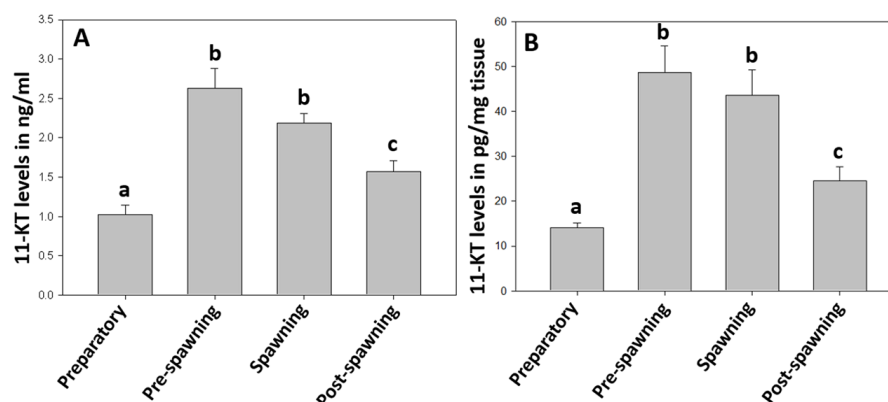 A
11-KT levels in ng/ml
3.5
3.0
2.5
2.0
1.5
1.0
0.5
0.0
a
b
b
c
Preparatory
Pre-spawning
Spawning
Post-spawning
B
11-KT levels in pg/mg tissue
60
50
40
30
20
10
0
a
b
b
c
Preparatory
Pre-spawning
Spawning
Post-spawning